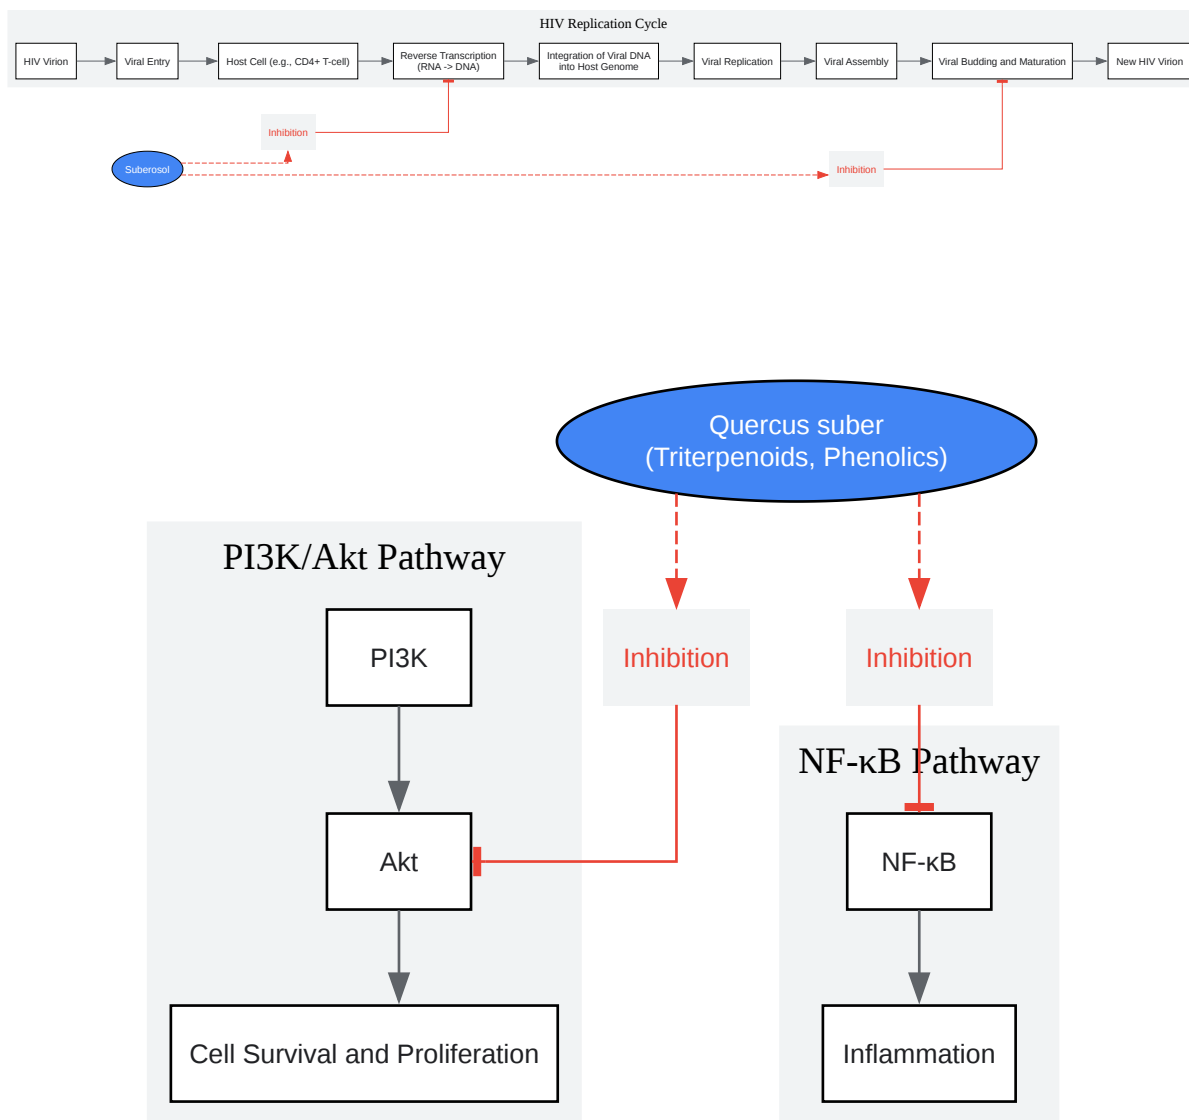 HIV Replication Cycle
HIV Virion
Viral Entry
Host Cell (e.g., CD4+ T-cell)
Reverse Transcription
(RNA -> DNA)
Integration of Viral DNA
into Host Genome
Viral Replication
Viral Assembly
Viral Budding and Maturation
New HIV Virion
Inhibition
Suberosol
Inhibition
Quercus suber
(Triterpenoids, Phenolics)
PI3K/Akt Pathway
PI3K
Inhibition
Inhibition
NF-κB Pathway
Akt
NF-κB
Cell Survival and Proliferation
Inflammation